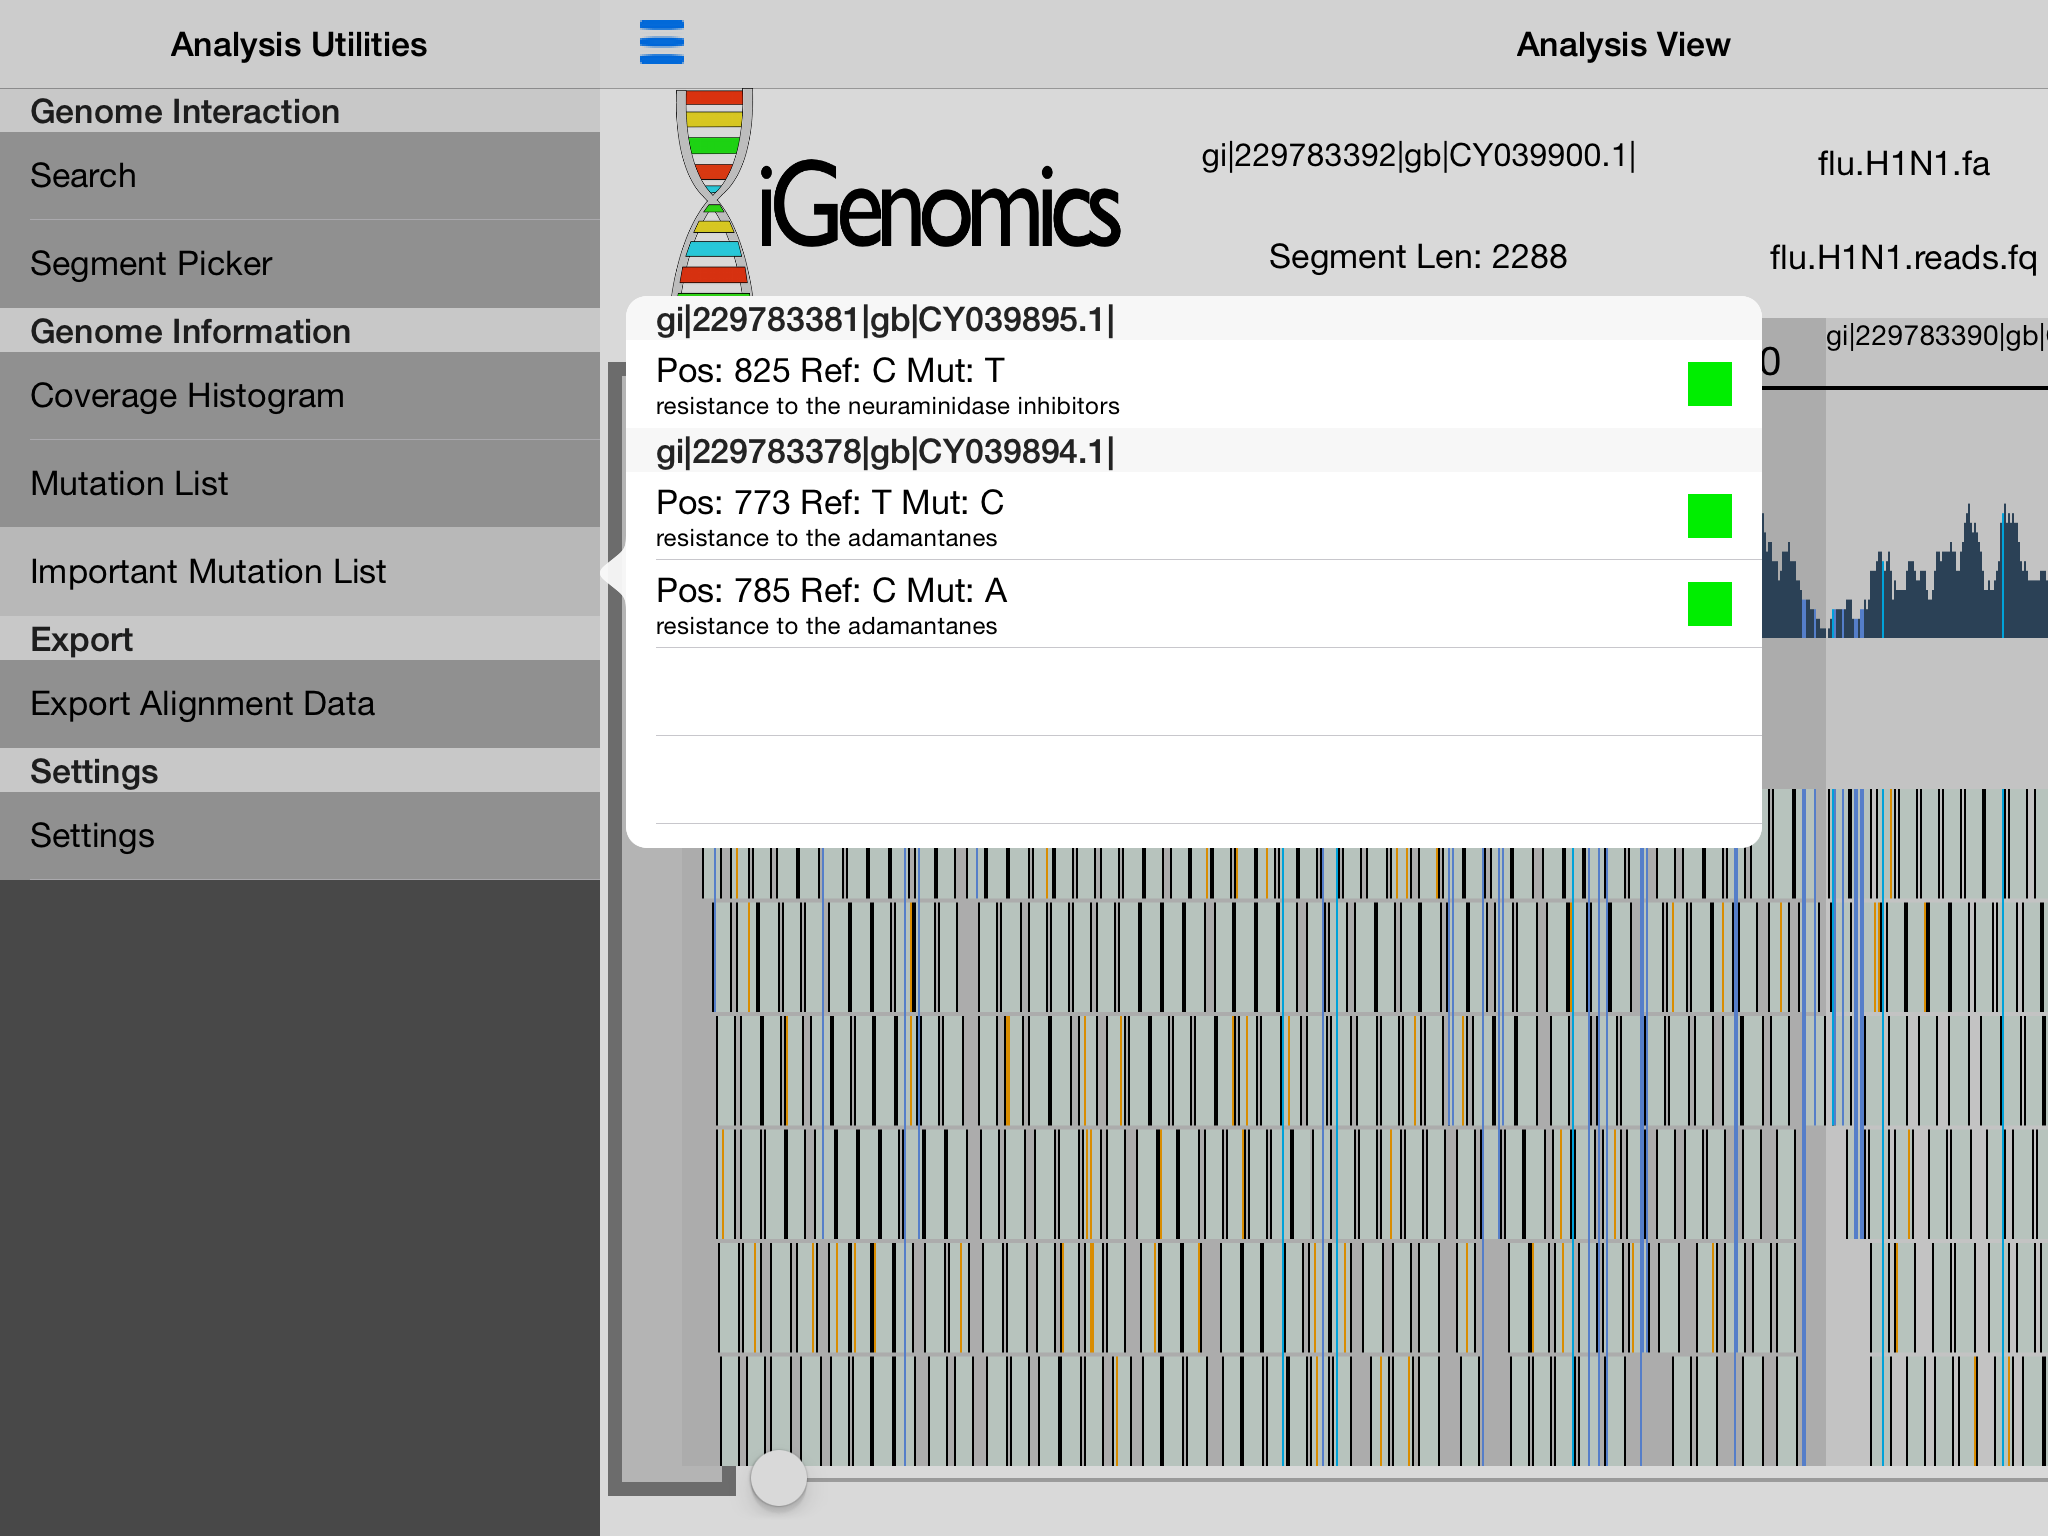 Analysis Utilities
Analysis View
Genome Interaction
Search
Segment Picker
Genome Information
Coverage Histogram
Mutation List
Important Mutation List
Export
Export Alignment Data
Settings
Settings
iGenomics
gi|229783392|gb|CY039900.1|
flu.H1N1.fa
Segment Len: 2288
flu.H1N1.reads.fq
gi|229783381|gb|CY039895.1|
Pos: 825 Ref: C Mut: T
resistance to the neuraminidase inhibitors
gi|229783378|gb|CY039894.1|
Pos: 773 Ref: T Mut: C
resistance to the adamantanes
Pos: 785 Ref: C Mut: A
resistance to the adamantanes
0
gi|229783390|gb|